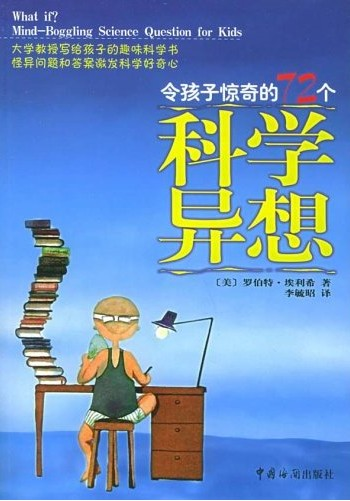 What if?
Mind-Boggling Science Question for Kids
大学教授写给孩子的趣味科学书
怪异问题和答案激发科学好奇心
令孩子惊奇的72个
科学
异想
［美］罗伯特·埃利希 著
李毓昭 译
中国海关出版社